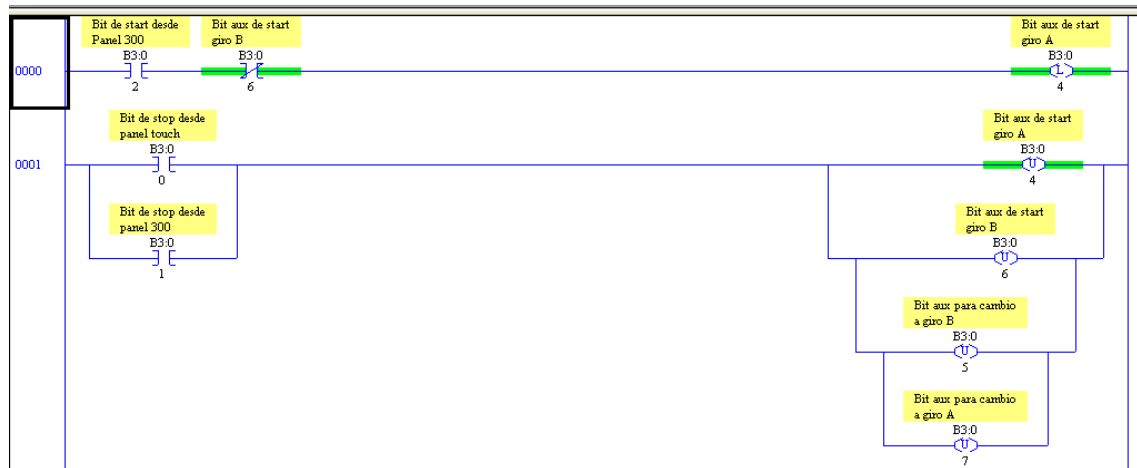 Bit de start desde
Panel 300
B3:0
2
Bit aux de start
giro B
B3:0
6
Bit aux de start
giro A
B3:0
L
4
0000
Bit de stop desde
panel touch
B3:0
0
Bit aux de start
giro A
B3:0
U
4
0001
Bit de stop desde
panel 300
B3:0
1
Bit aux de start
giro B
B3:0
U
6
Bit aux para cambio
a giro B
B3:0
U
5
Bit aux para cambio
a giro A
B3:0
U
7